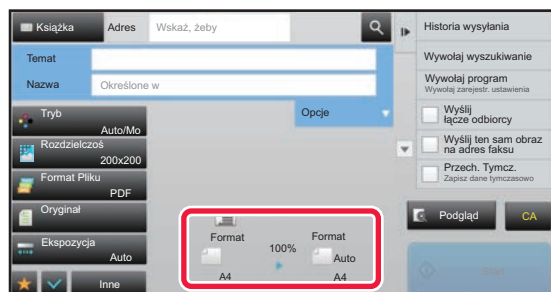 Książka
Adres
Wskaż, żeby
Temat
Nazwa
Określone w
Tryb
Auto/Mo
Rozdzielczoś
200x200
Format Pliku
PDF
Oryginał
Ekspozycja
Auto
Inne
Opcje
Format
A4
100%
Format
Auto
A4
Historia wysyłania
Wywołaj wyszukiwanie
Wywołaj program
Wywołaj zarejestr. ustawienia
Wyślij
łącze odbiorcy
Wyślij ten sam obraz
na adres faksu
Przech. Tymcz.
Zapisz dane tymczasowo
Podgląd
CA
Start